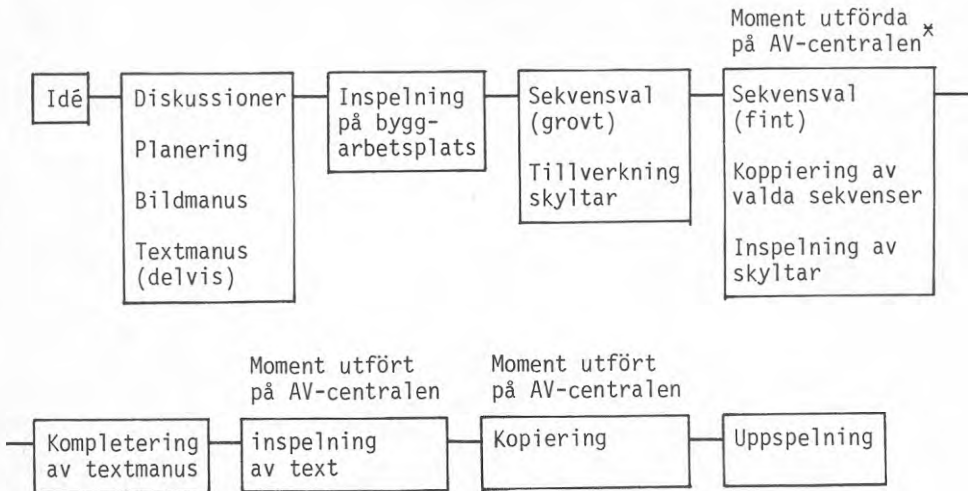 Moment utförda
på AV-centralen*
Idé
Diskussioner
Planering
Bildmanus
Textmanus
(delvis)
Inspelning
på bygg-
arbetsplats
Sekvensval
(grovt)
Tillverkning
skyltar
Sekvensval
(fint)
Koppiering av
valda sekvenser
Inspelning av
skyltar
Moment utfört
på AV-centralen
Moment utfört
på AV-centralen
Kompletering
av textmanus
inspelning
av text
Kopiering
Uppspelning